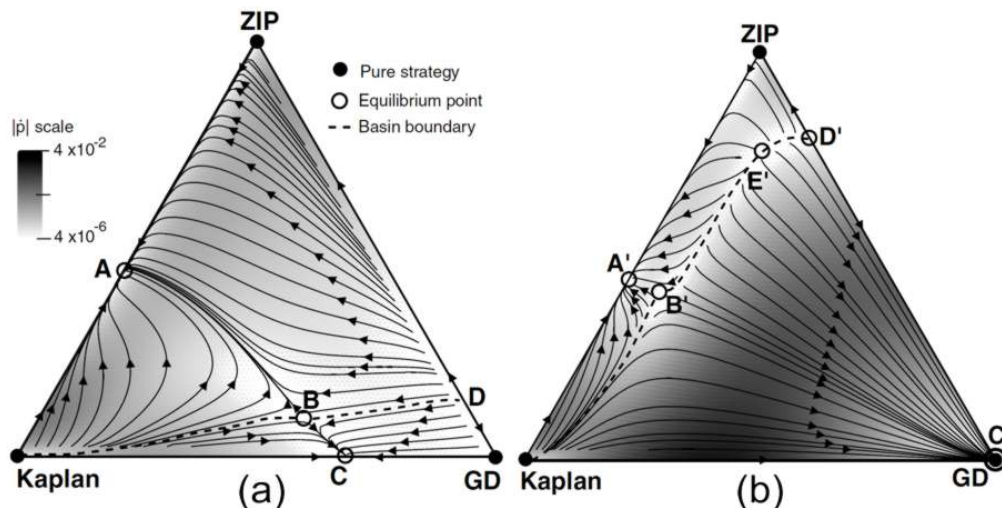 ZIP
Pure strategy
Equilibrium point
Basin boundary
|ṗ| scale
4 x10⁻²
4 x10⁻⁶
A
B
D
C
Kaplan
GD
(a)
ZIP
D'
E'
A'
B'
C'
Kaplan
GD
(b)